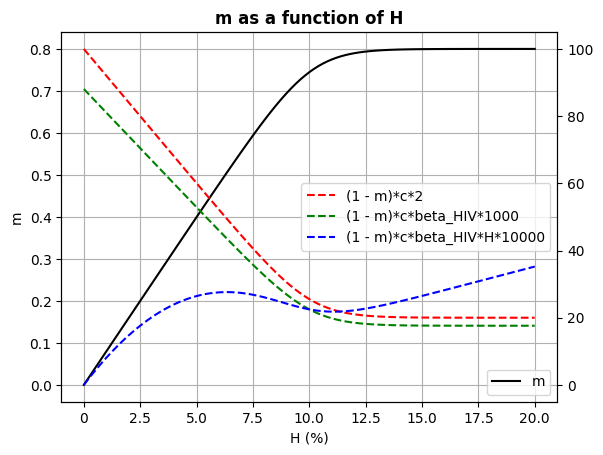 m as a function of H
0.8
0.7
0.6
0.5
0.4
0.3
0.2
0.1
0.0
m
100
80
60
40
20
0
(1 - m)*c*2
(1 - m)*c*beta_HIV*1000
(1 - m)*c*beta_HIV*H*10000
m
0 2.5 5.0 7.5 10.0 12.5 15.0 17.5 20.0
H (%)